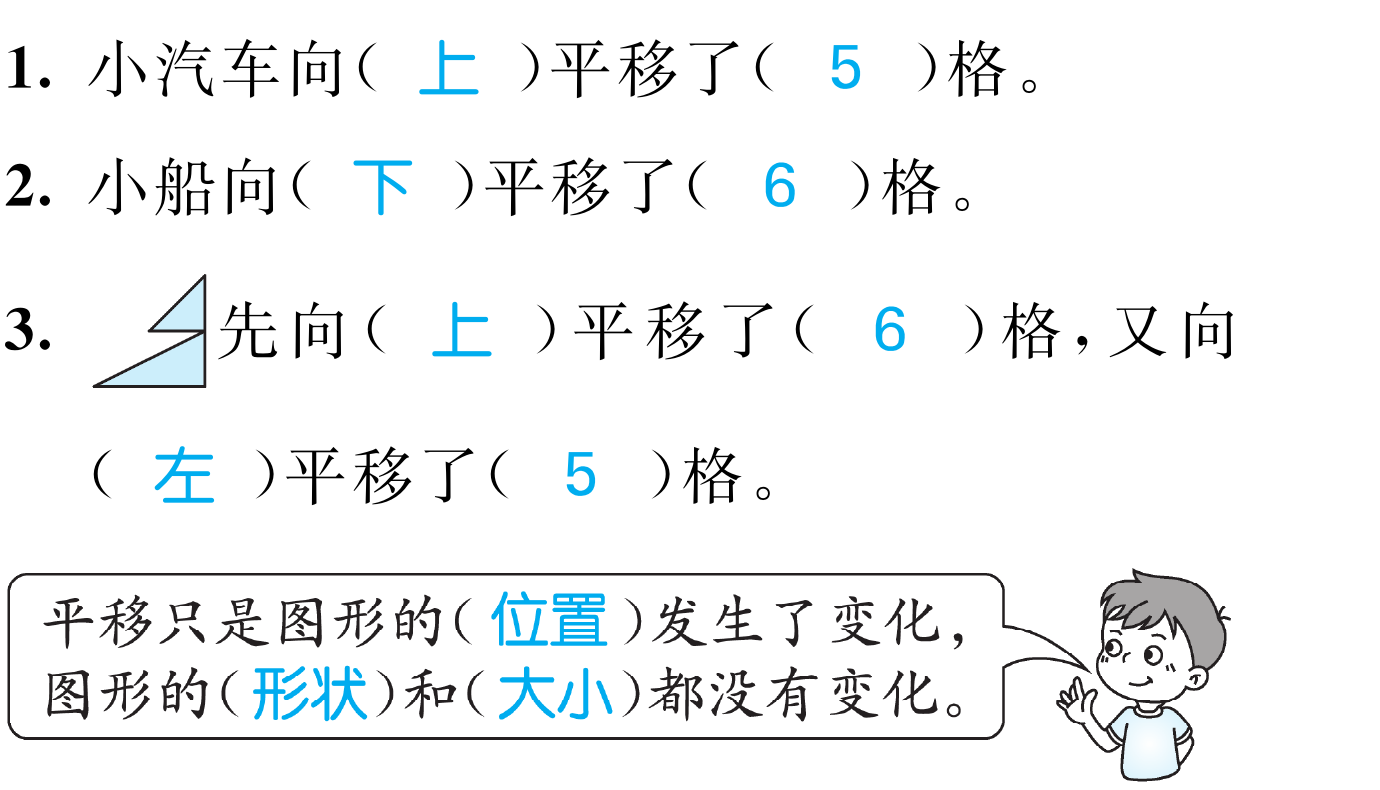 1. 小汽车向( 上 )平移了( 5 )格。
2. 小船向( 下 )平移了( 6 )格。
3. 先向( 上 )平移了( 6 )格,又向
( 左 )平移了( 5 )格。
平移只是图形的( 位置 )发生了变化,
图形的( 形状 )和( 大小 )都没有变化。